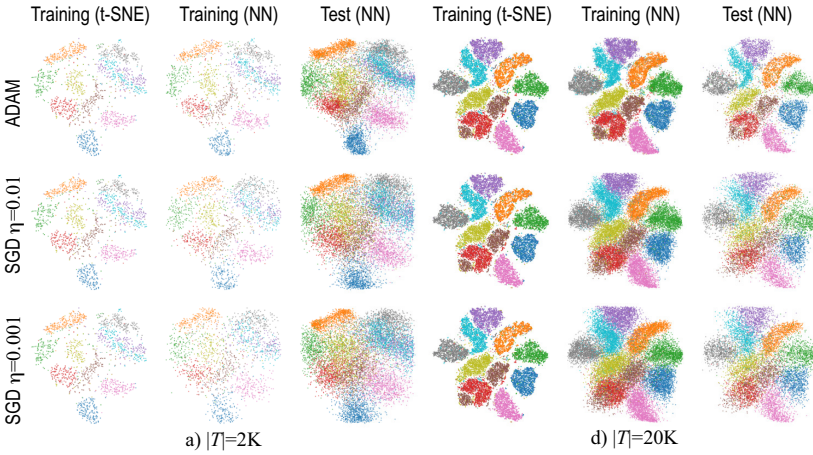 Training (t-SNE) Training (NN) Test (NN) Training (t-SNE) Training (NN) Test (NN)
ADAM
SGD η=0.01
SGD η=0.001
a) |T|=2K d) |T|=20K